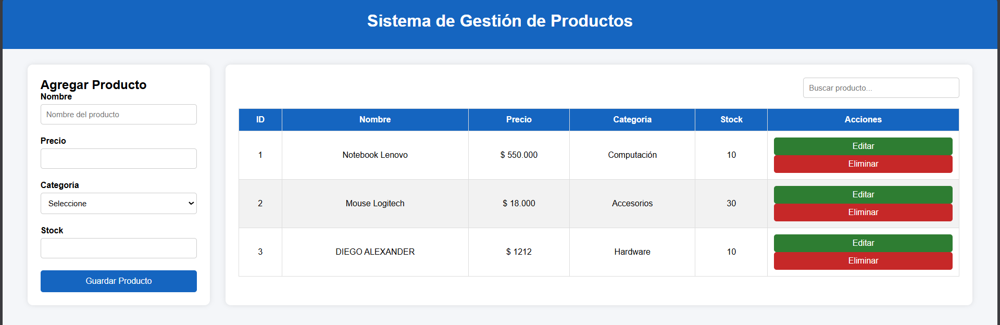 Sistema de Gestión de Productos
Agregar Producto
Nombre
Nombre del producto
Precio
Categoría
Seleccione
Stock
Guardar Producto
Buscar producto...
ID Nombre Precio Categoría Stock Acciones
1 Notebook Lenovo $ 550.000 Computación 10 Editar
Eliminar
2 Mouse Logitech $ 18.000 Accesorios 30 Editar
Eliminar
3 DIEGO ALEXANDER $ 1212 Hardware 10 Editar
Eliminar